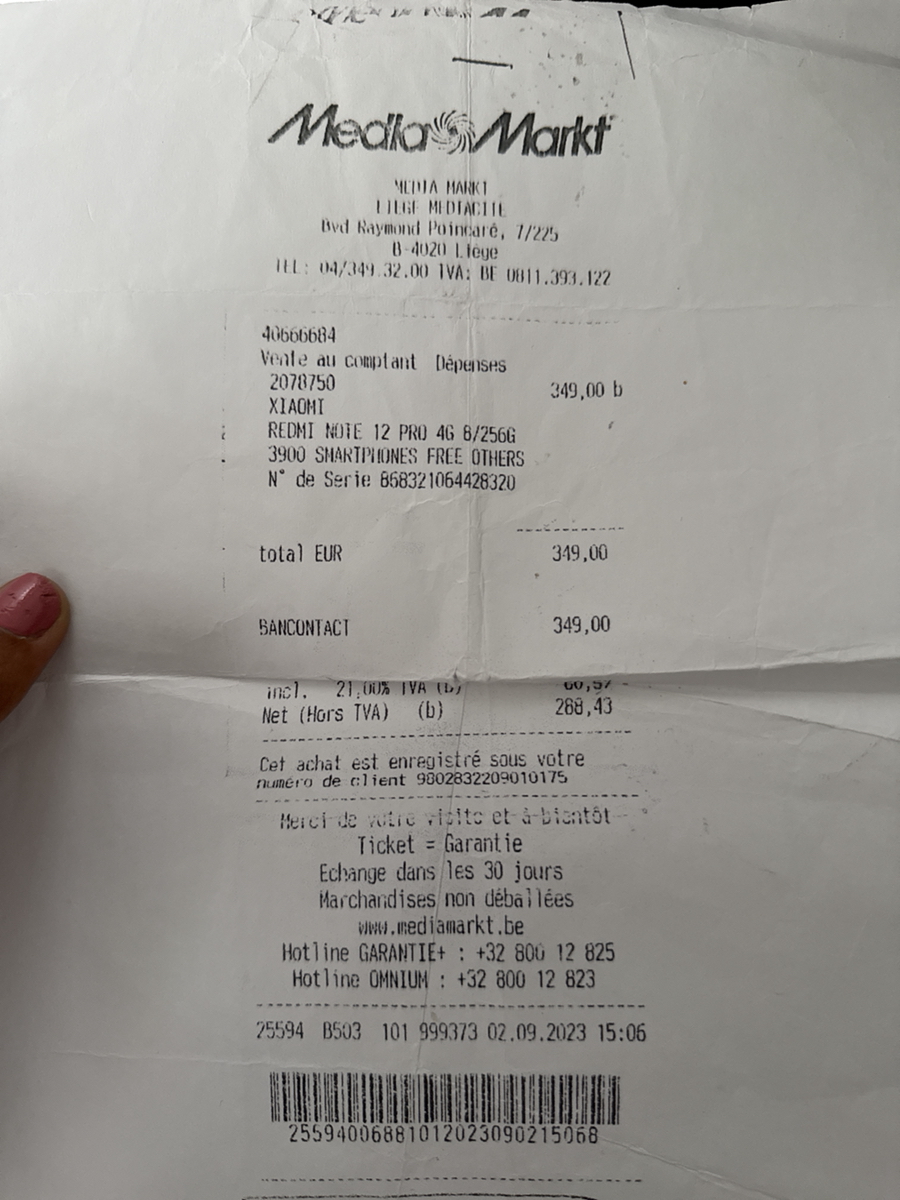 Media Markt
MEDIA MARKT
LIEGE MEDIACITE
Bvd Raymond Poincaré, 7/225
B-4020 Liège
TEL: 04/349.32.00 TVA: BE 0811.393.122
40666684
Vente au comptant Dépenses
2078750 349,00 b
XIAOMI
REDMI NOTE 12 PRO 4G 8/256G
3900 SMARTPHONES FREE OTHERS
N° de Serie 868321064428320
total EUR 349,00
BANCONTACT 349,00
incl. 21,00% TVA (b) 60,57
Net (Hors TVA) (b) 288,43
Cet achat est enregistré sous votre
numéro de client 9802832209010175
Merci de votre visite et à bientôt
Ticket = Garantie
Echange dans les 30 jours
Marchandises non déballées
www.mediamarkt.be
Hotline GARANTIE+ : +32 800 12 825
Hotline OMNIUM : +32 800 12 823
25594 B503 101 999373 02.09.2023 15:06
2559400688101202309021506​8